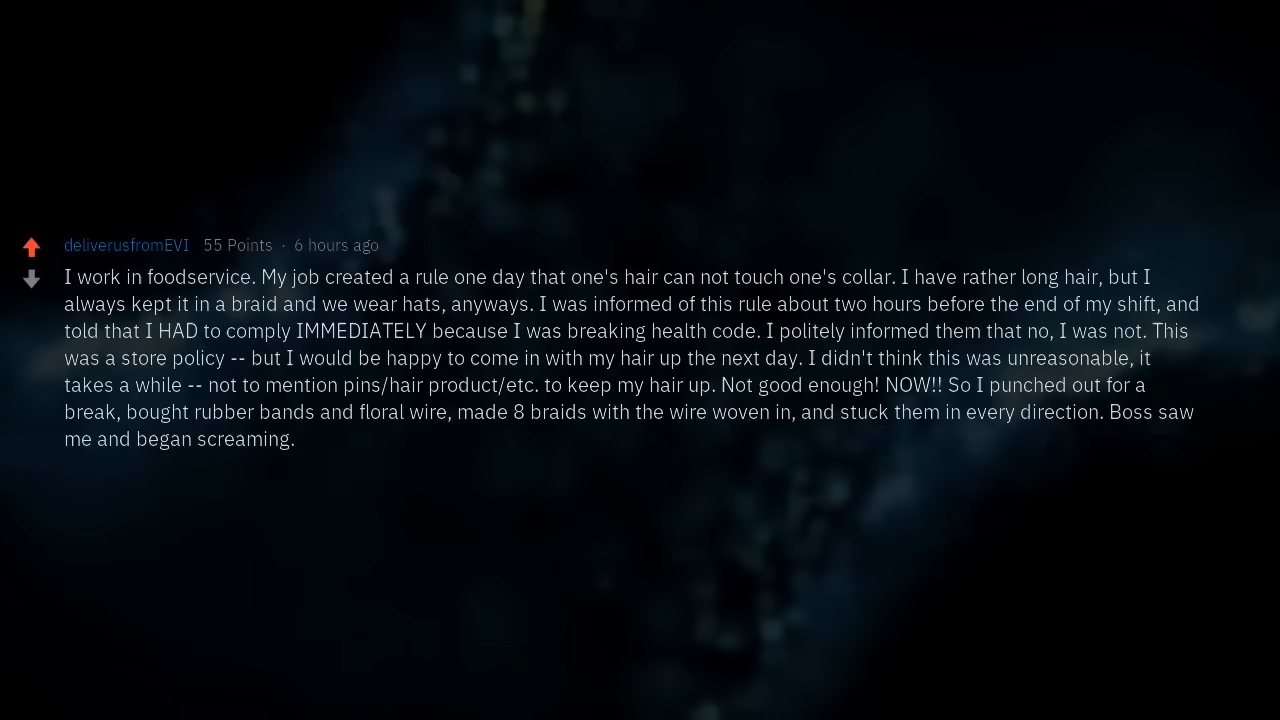 deliverusfromEVI 55 Points · 6 hours ago
I work in foodservice. My job created a rule one day that one's hair can not touch one's collar. I have rather long hair, but I
always kept it in a braid and we wear hats, anyways. I was informed of this rule about two hours before the end of my shift, and
told that I HAD to comply IMMEDIATELY because I was breaking health code. I politely informed them that no, I was not. This
was a store policy -- but I would be happy to come in with my hair up the next day. I didn't think this was unreasonable, it
takes a while -- not to mention pins/hair product/etc. to keep my hair up. Not good enough! NOW!! So I punched out for a
break, bought rubber bands and floral wire, made 8 braids with the wire woven in, and stuck them in every direction. Boss saw
me and began screaming.